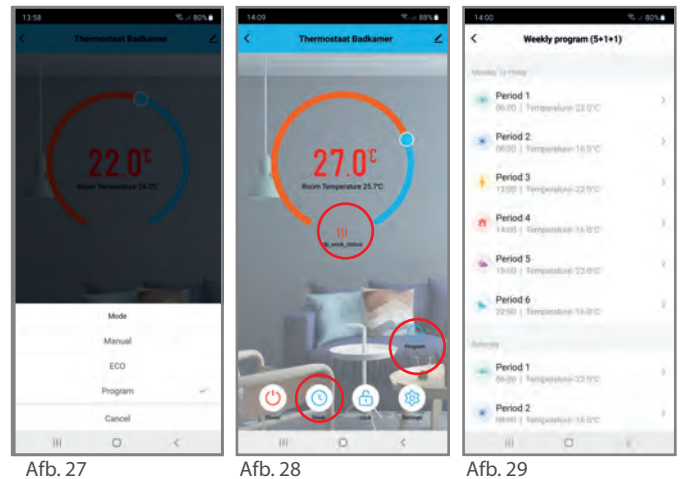 13:58
80%
Thermostaat Badkamer
22.0°C
Room Temperature 24.2°C
Mode
Manual
ECO
Program
Cancel
Afb. 27
14:09
88%
Thermostaat Badkamer
27.0°C
Room Temperature 25.7°C
dp_work_status
Program
Power
Mode
Lock
Settings
Afb. 28
14:00
80%
Weekly program (5+1+1)
Monday To Friday
Period 1
06:00 | Temperature 22.0°C
Period 2
08:00 | Temperature 16.0°C
Period 3
12:00 | Temperature 22.0°C
Period 4
14:00 | Temperature 16.0°C
Period 5
18:00 | Temperature 22.0°C
Period 6
22:00 | Temperature 16.0°C
Saturday
Period 1
06:00 | Temperature 22.0°C
Period 2
08:00 | Temperature 16.0°C
Afb. 29